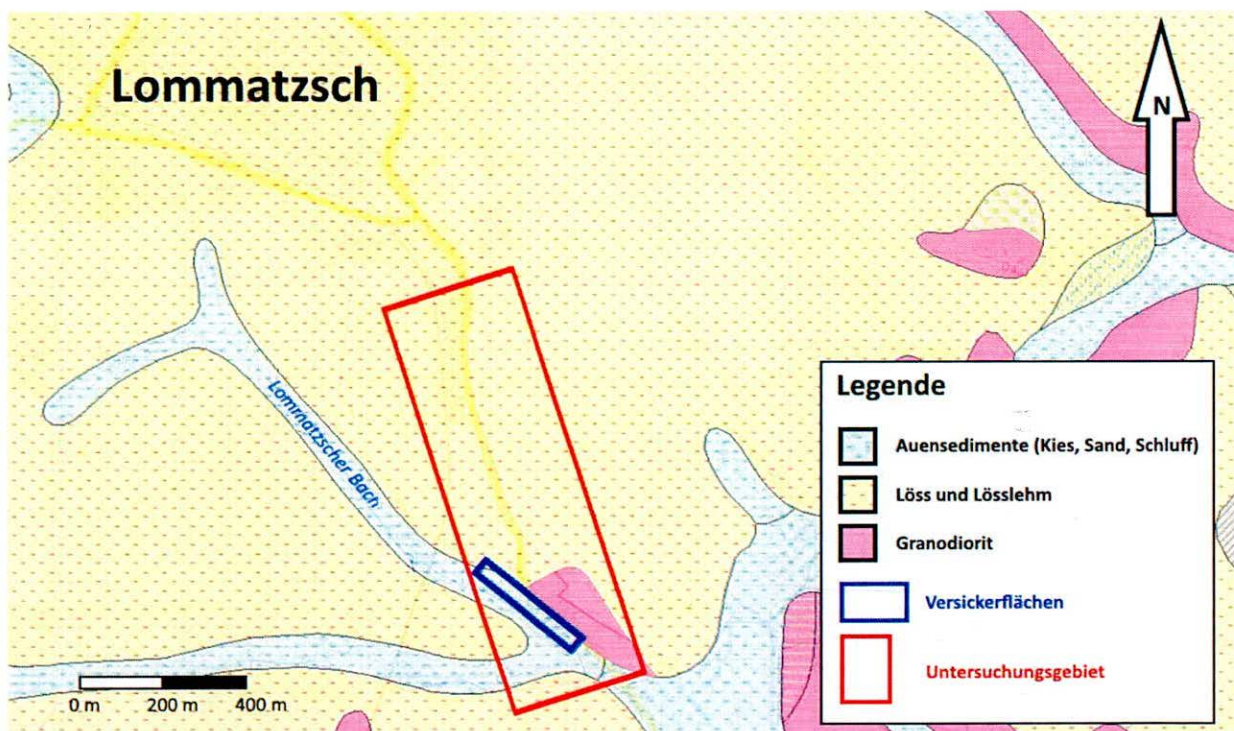 Lommatzsch
N
Lommatzscher Bach
Legende
Auensedimente (Kies, Sand, Schluff)
Löss und Lösslehm
Granodiorit
Versickerflächen
Untersuchungsgebiet
0 m 200 m 400 m